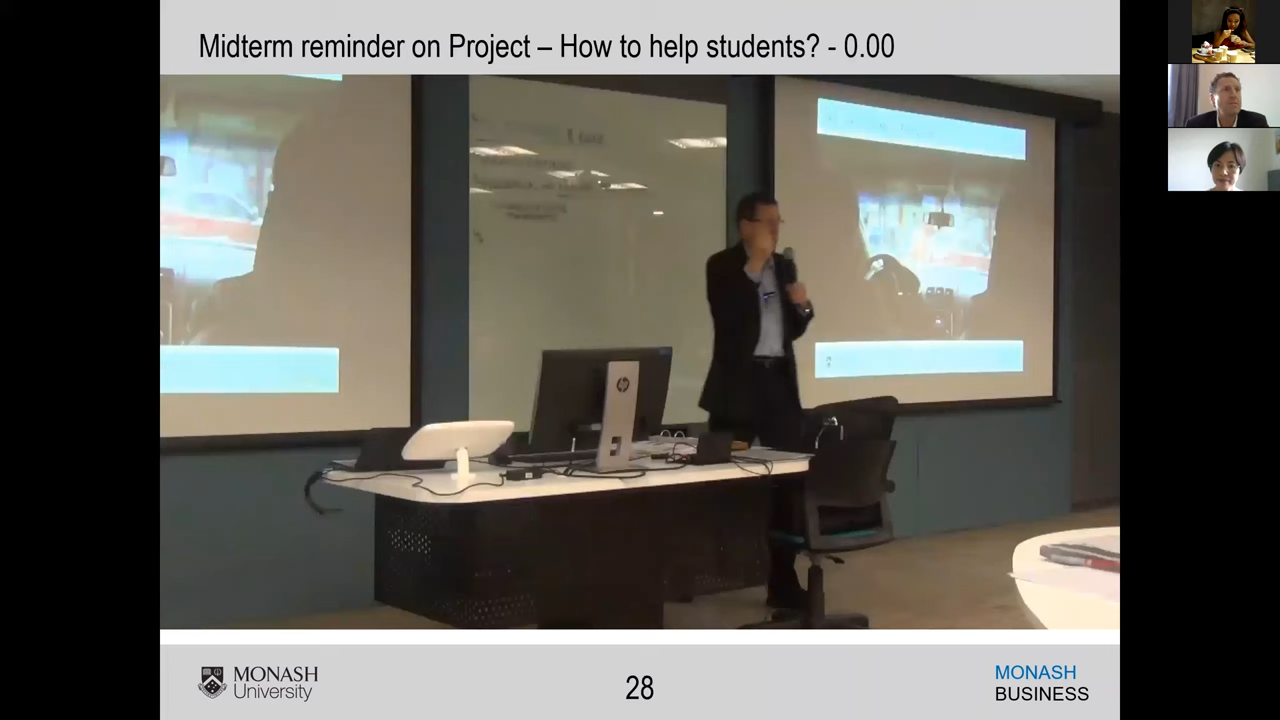 Midterm reminder on Project – How to help students? - 0.00
hp
MONASH
University
28
MONASH
BUSINESS